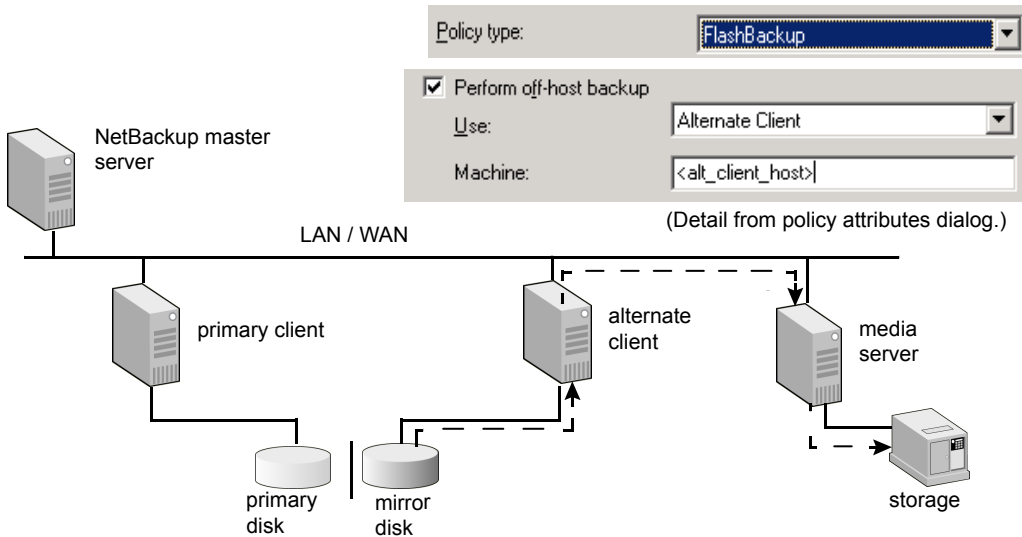 Policy type:
FlashBackup
Perform off-host backup
Use:
Alternate Client
Machine:
<alt_client_host>
(Detail from policy attributes dialog.)
NetBackup master
server
LAN / WAN
primary client
alternate
client
media
server
primary
disk
mirror
disk
storage